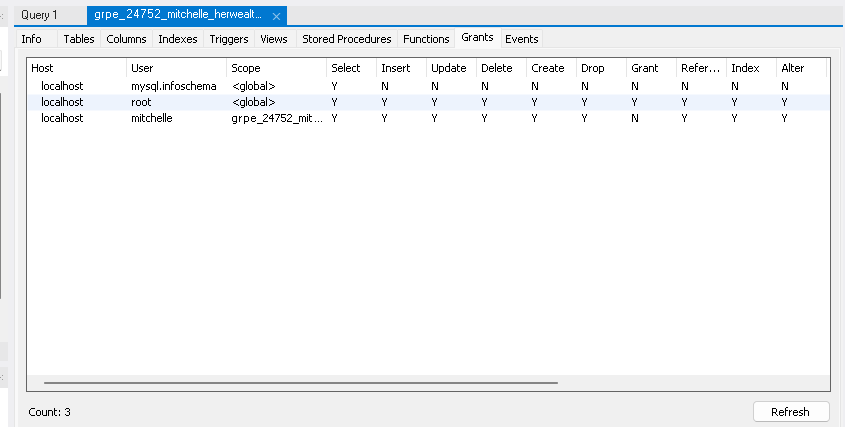 Query 1 grpe_24752_mitchelle_herwealt...
Info Tables Columns Indexes Triggers Views Stored Procedures Functions Grants Events
Host User Scope Select Insert Update Delete Create Drop Grant Refer... Index Alter
localhost mysql.infoschema <global> Y N N N N N N N N N
localhost root <global> Y Y Y Y Y Y Y Y Y Y
localhost mitchelle grpe_24752_mit... Y Y Y Y Y Y N Y Y Y
Count: 3 Refresh